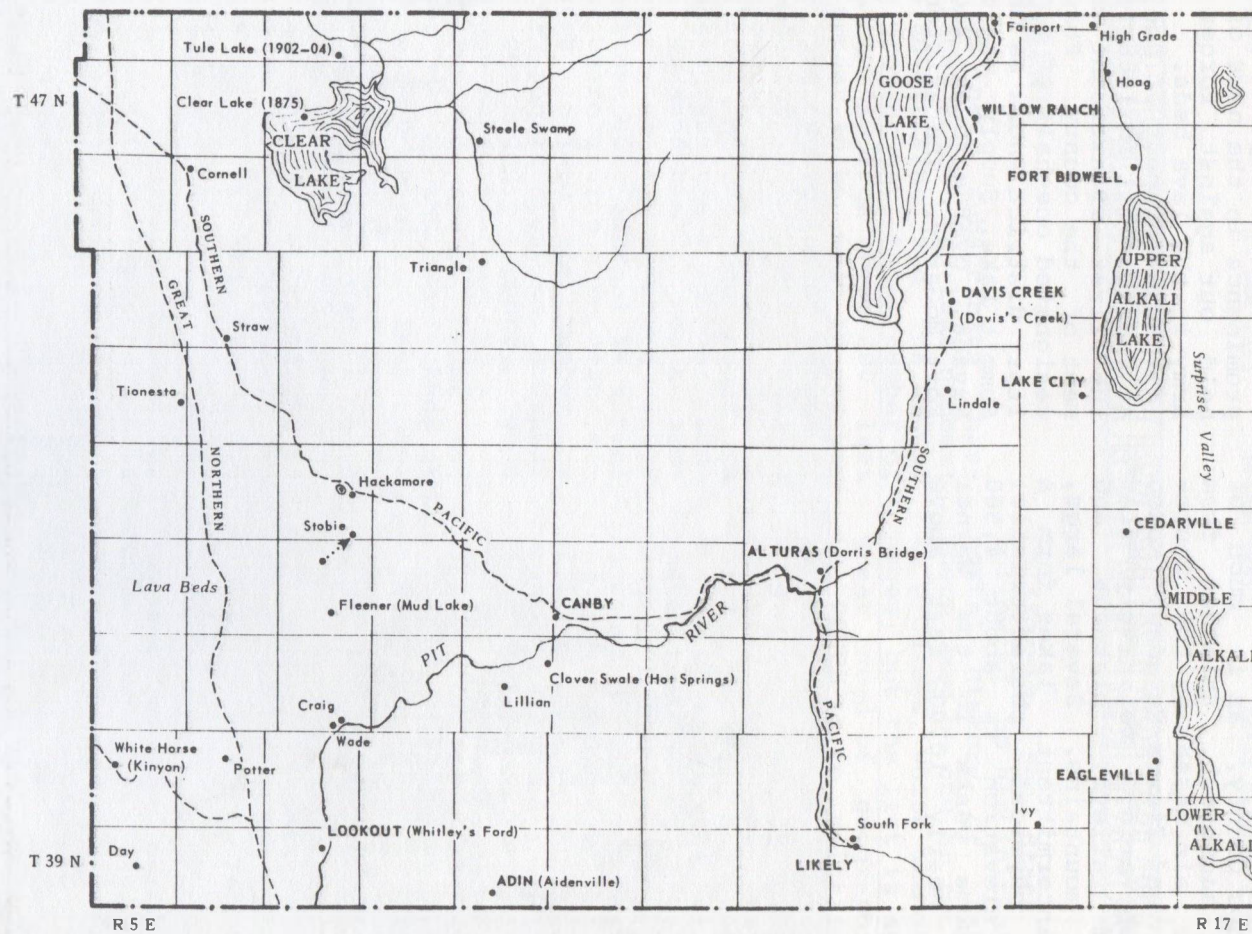 Fairport
High Grade
Tule Lake (1902–04)
Hoag
GOOSE
LAKE
T 47 N
Clear Lake (1875)
WILLOW RANCH
Steele Swamp
CLEAR
LAKE
Cornell
FORT BIDWELL
SOUTHERN
Triangle
UPPER
ALKALI
LAKE
GREAT
DAVIS CREEK
(Davis's Creek)
Straw
Surprise Valley
Tionesta
LAKE CITY
Lindale
NORTHERN
SOUTHERN
Hackamore
PACIFIC
Stobie
CEDARVILLE
ALTURAS (Dorris Bridge)
Lava Beds
Fleener (Mud Lake)
CANBY
MIDDLE
ALKALI
PIT
RIVER
Clover Swale (Hot Springs)
Lillian
Craig
Wade
PACIFIC
White Horse
(Kinyon)
Potter
EAGLEVILLE
LOOKOUT (Whitley's Ford)
South Fork
Ivy
LOWER
ALKALI
T 39 N
Day
LIKELY
ADIN (Aidenville)
R 5 E
R 17 E